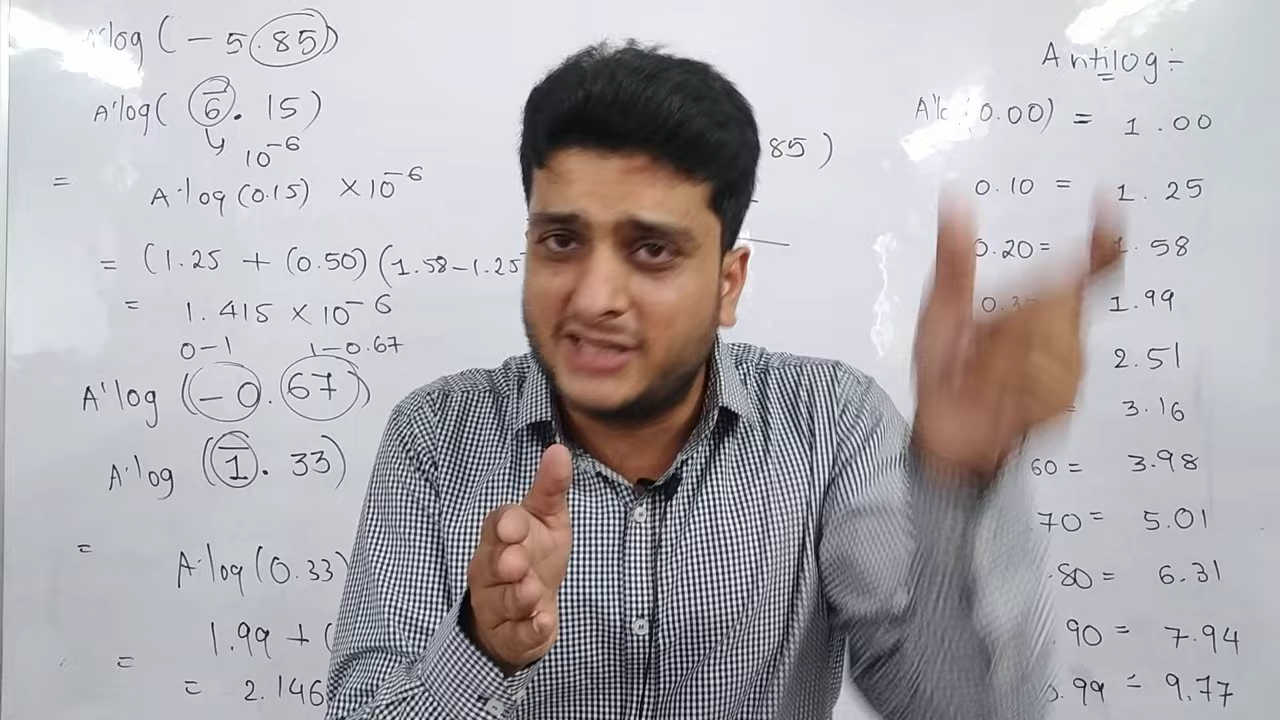 A'log ( - 5.85)
A'log( 6̅. 15)
10⁻⁶
= A'log(0.15) × 10⁻⁶
= (1.25 + (0.50)(1.58-1.25
= 1.415 × 10⁻⁶
0-1 1-0.67
A'log (-0.67)
A'log (1̅. 33)
= A'log(0.33)
= 1.99 + (
= 2.146
85 )
Antilog :-
0.00) = 1.00
0.10 = 1.25
0.20 = 1.58
0.3 1.99
2.51
= 3.16
60 = 3.98
.70 = 5.01
.80 = 6.31
.90 = 7.94
.99 = 9.77